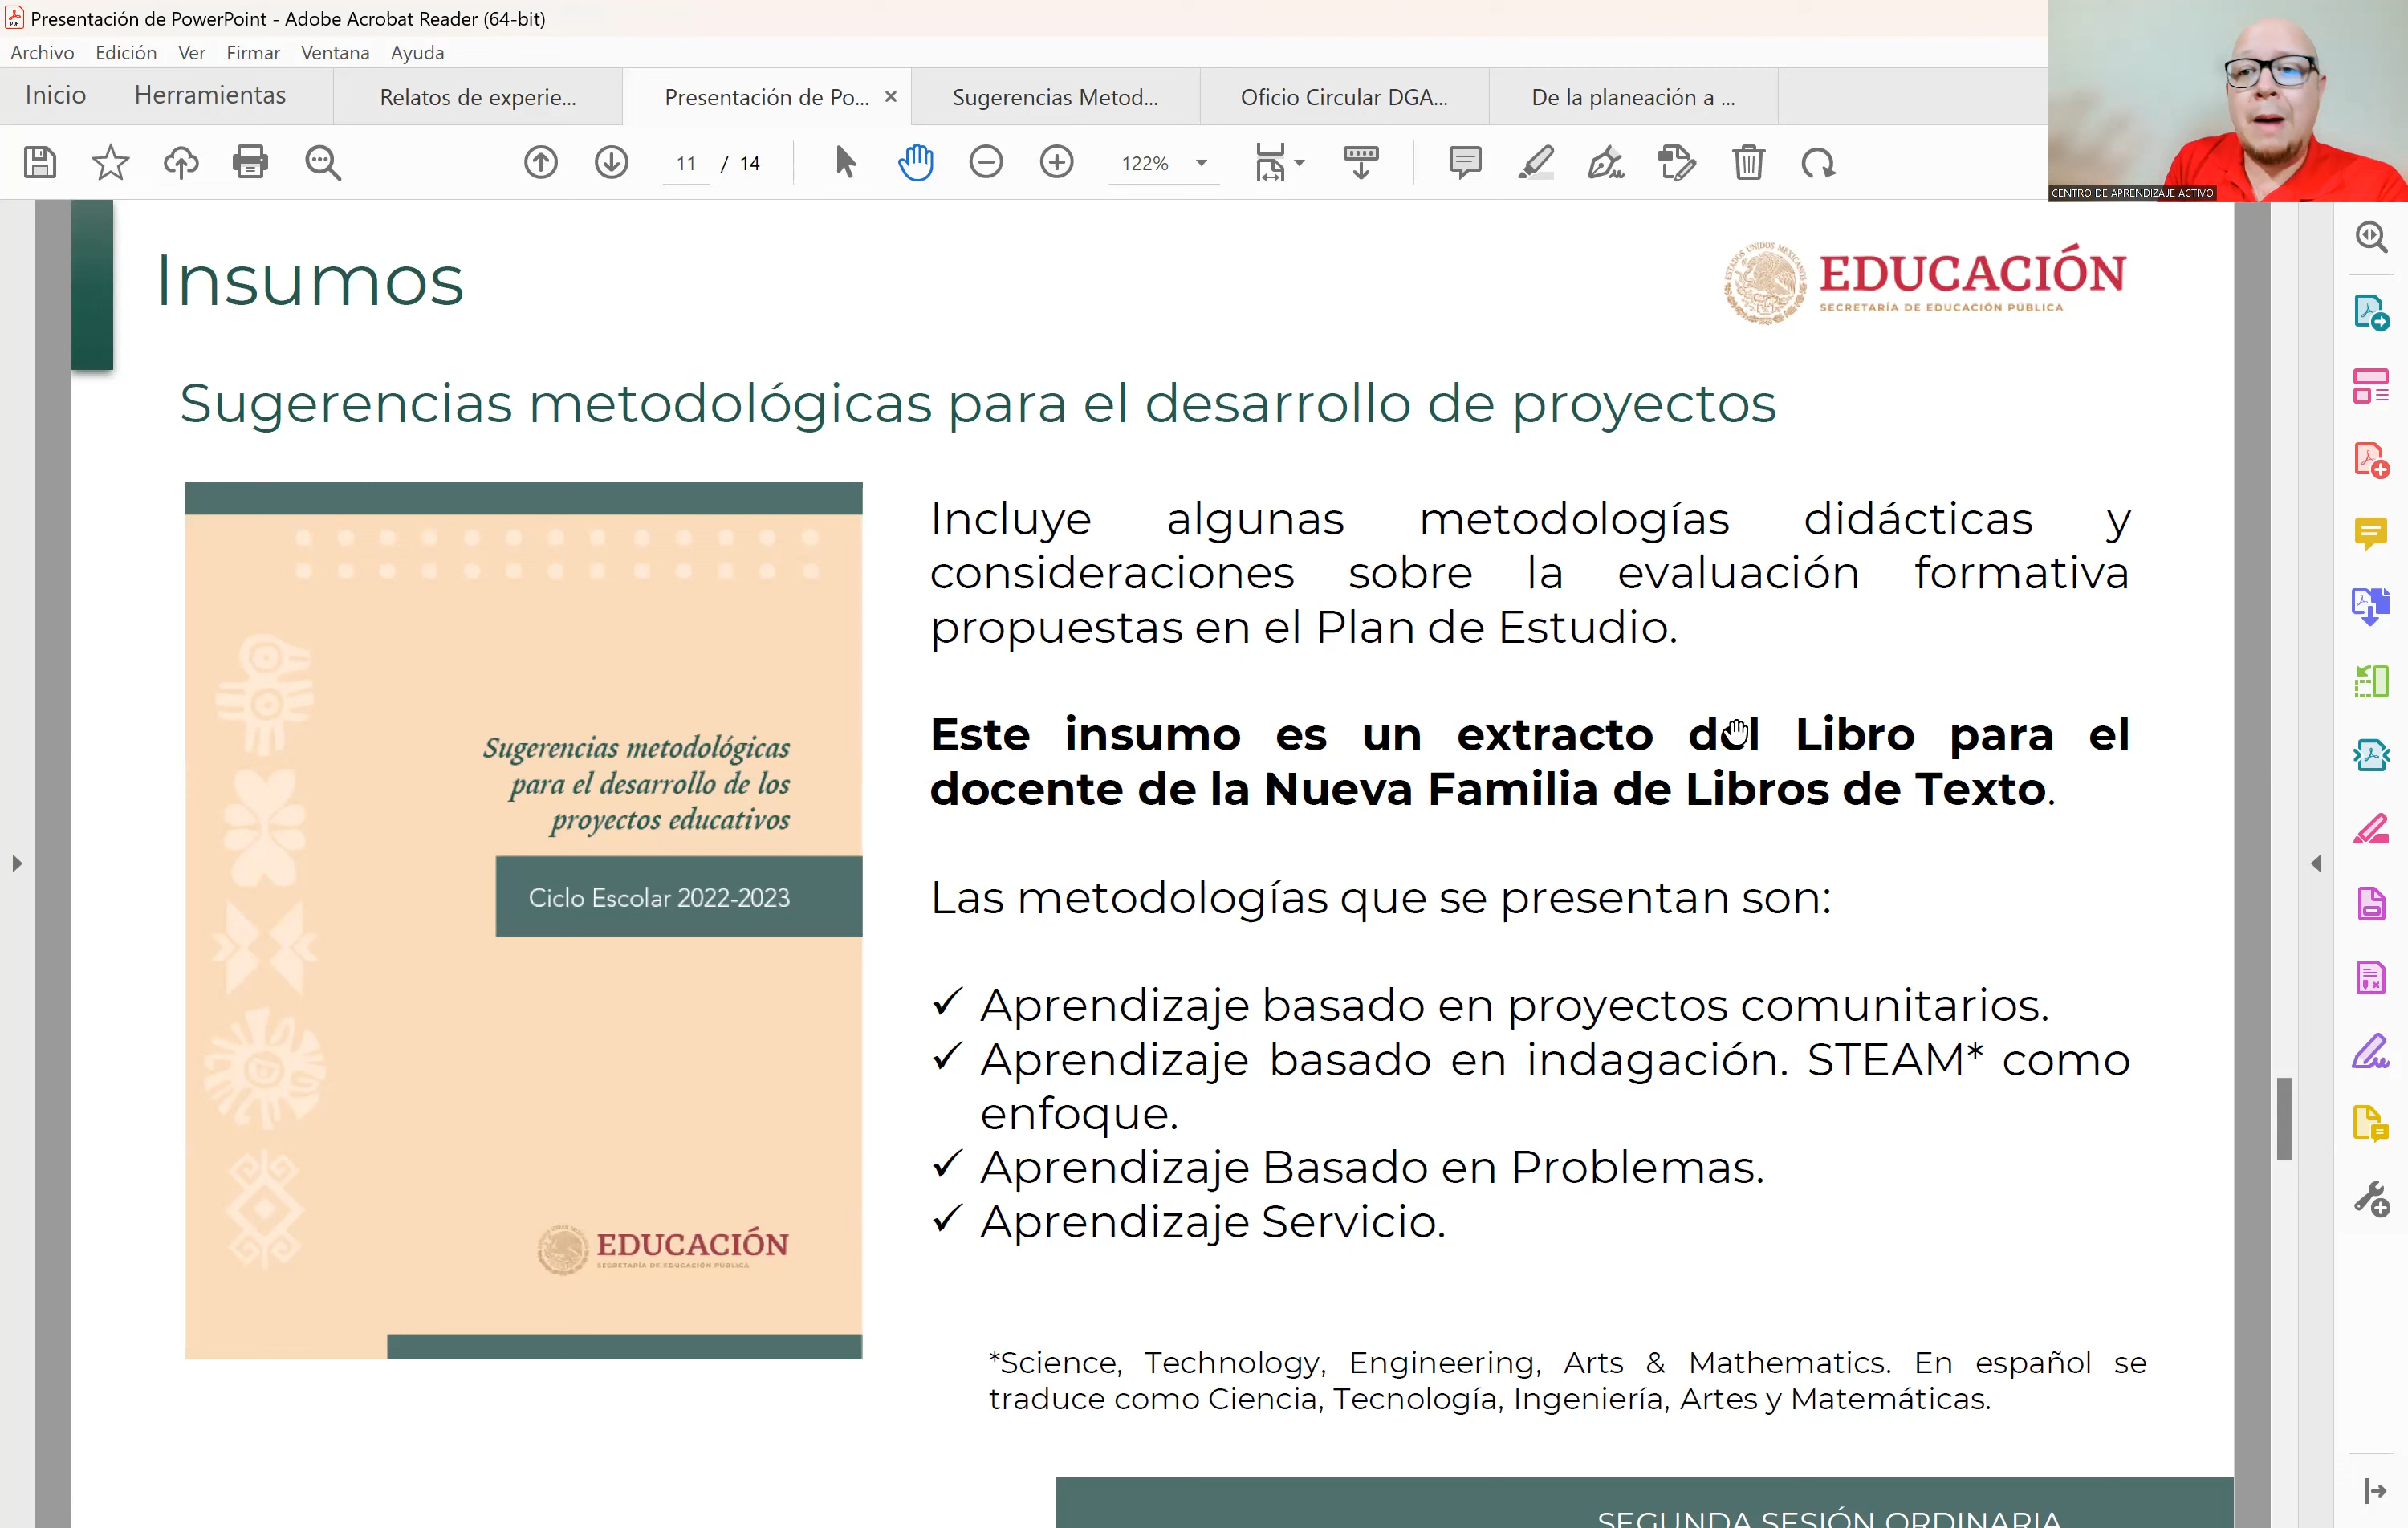 Presentación de PowerPoint - Adobe Acrobat Reader (64-bit)
Archivo Edición Ver Firmar Ventana Ayuda
Inicio Herramientas Relatos de experie... Presentación de Po... × Sugerencias Metod... Oficio Circular DGA... De la planeación a ...
11 / 14 122%
CENTRO DE APRENDIZAJE ACTIVO
Insumos
ESTADOS UNIDOS MEXICANOS
EDUCACIÓN
SECRETARÍA DE EDUCACIÓN PÚBLICA
Sugerencias metodológicas para el desarrollo de proyectos
Sugerencias metodológicas
para el desarrollo de los
proyectos educativos
Ciclo Escolar 2022-2023
EDUCACIÓN
SECRETARÍA DE EDUCACIÓN PÚBLICA
Incluye algunas metodologías didácticas y
consideraciones sobre la evaluación formativa
propuestas en el Plan de Estudio.
Este insumo es un extracto del Libro para el
docente de la Nueva Familia de Libros de Texto.
Las metodologías que se presentan son:
✓ Aprendizaje basado en proyectos comunitarios.
✓ Aprendizaje basado en indagación. STEAM* como
enfoque.
✓ Aprendizaje Basado en Problemas.
✓ Aprendizaje Servicio.
*Science, Technology, Engineering, Arts & Mathematics. En español se
traduce como Ciencia, Tecnología, Ingeniería, Artes y Matemáticas.
SEGUNDA SESIÓN ORDINARIA